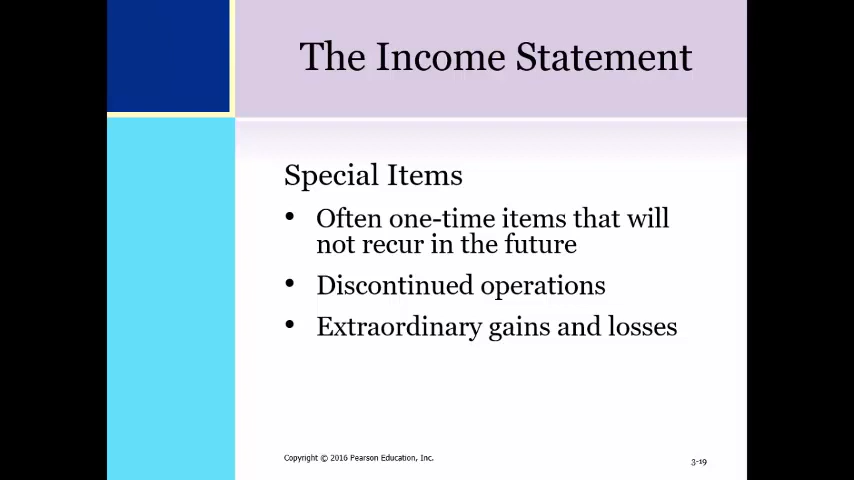 The Income Statement
Special Items
• Often one-time items that will
not recur in the future
• Discontinued operations
• Extraordinary gains and losses
Copyright © 2016 Pearson Education, Inc.
3-19